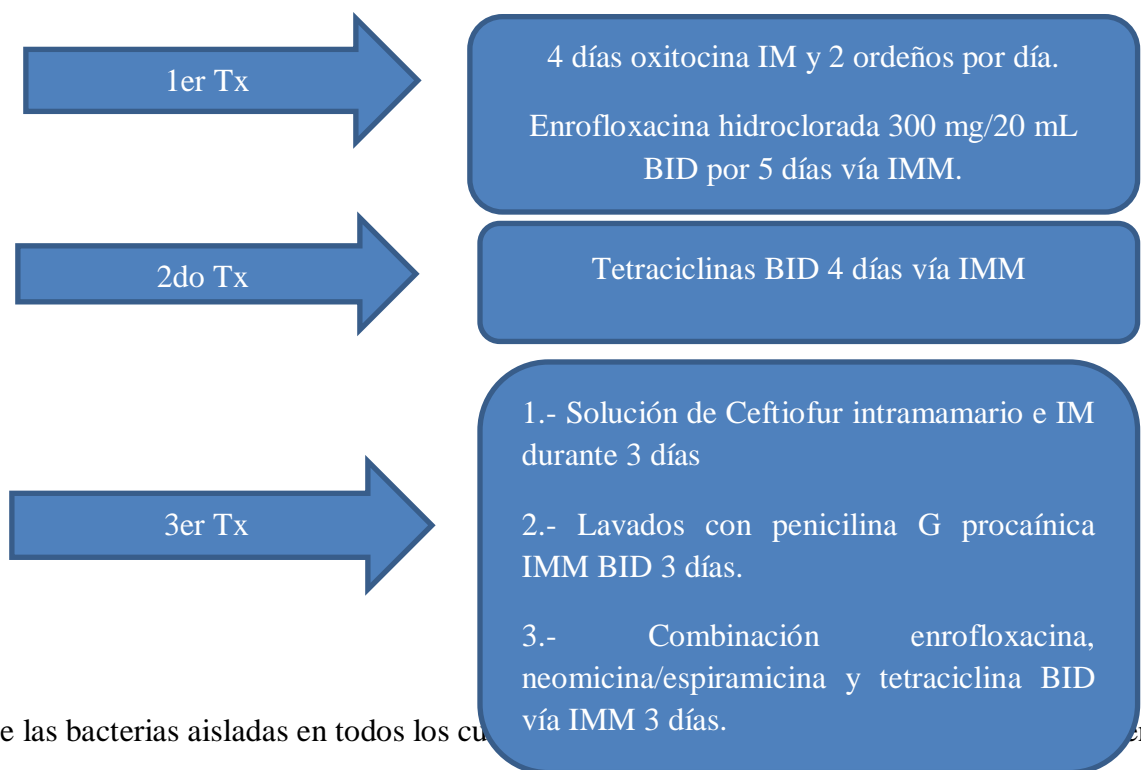 1er Tx
4 días oxitocina IM y 2 ordeños por día.
Enrofloxacina hidroclorada 300 mg/20 mL
BID por 5 días vía IMM.
2do Tx
Tetraciclinas BID 4 días vía IMM
3er Tx
1.- Solución de Ceftiofur intramamario e IM
durante 3 días
2.- Lavados con penicilina G procaínica
IMM BID 3 días.
3.- Combinación enrofloxacina,
neomicina/espiramicina y tetraciclina BID
vía IMM 3 días.
e las bacterias aisladas en todos los